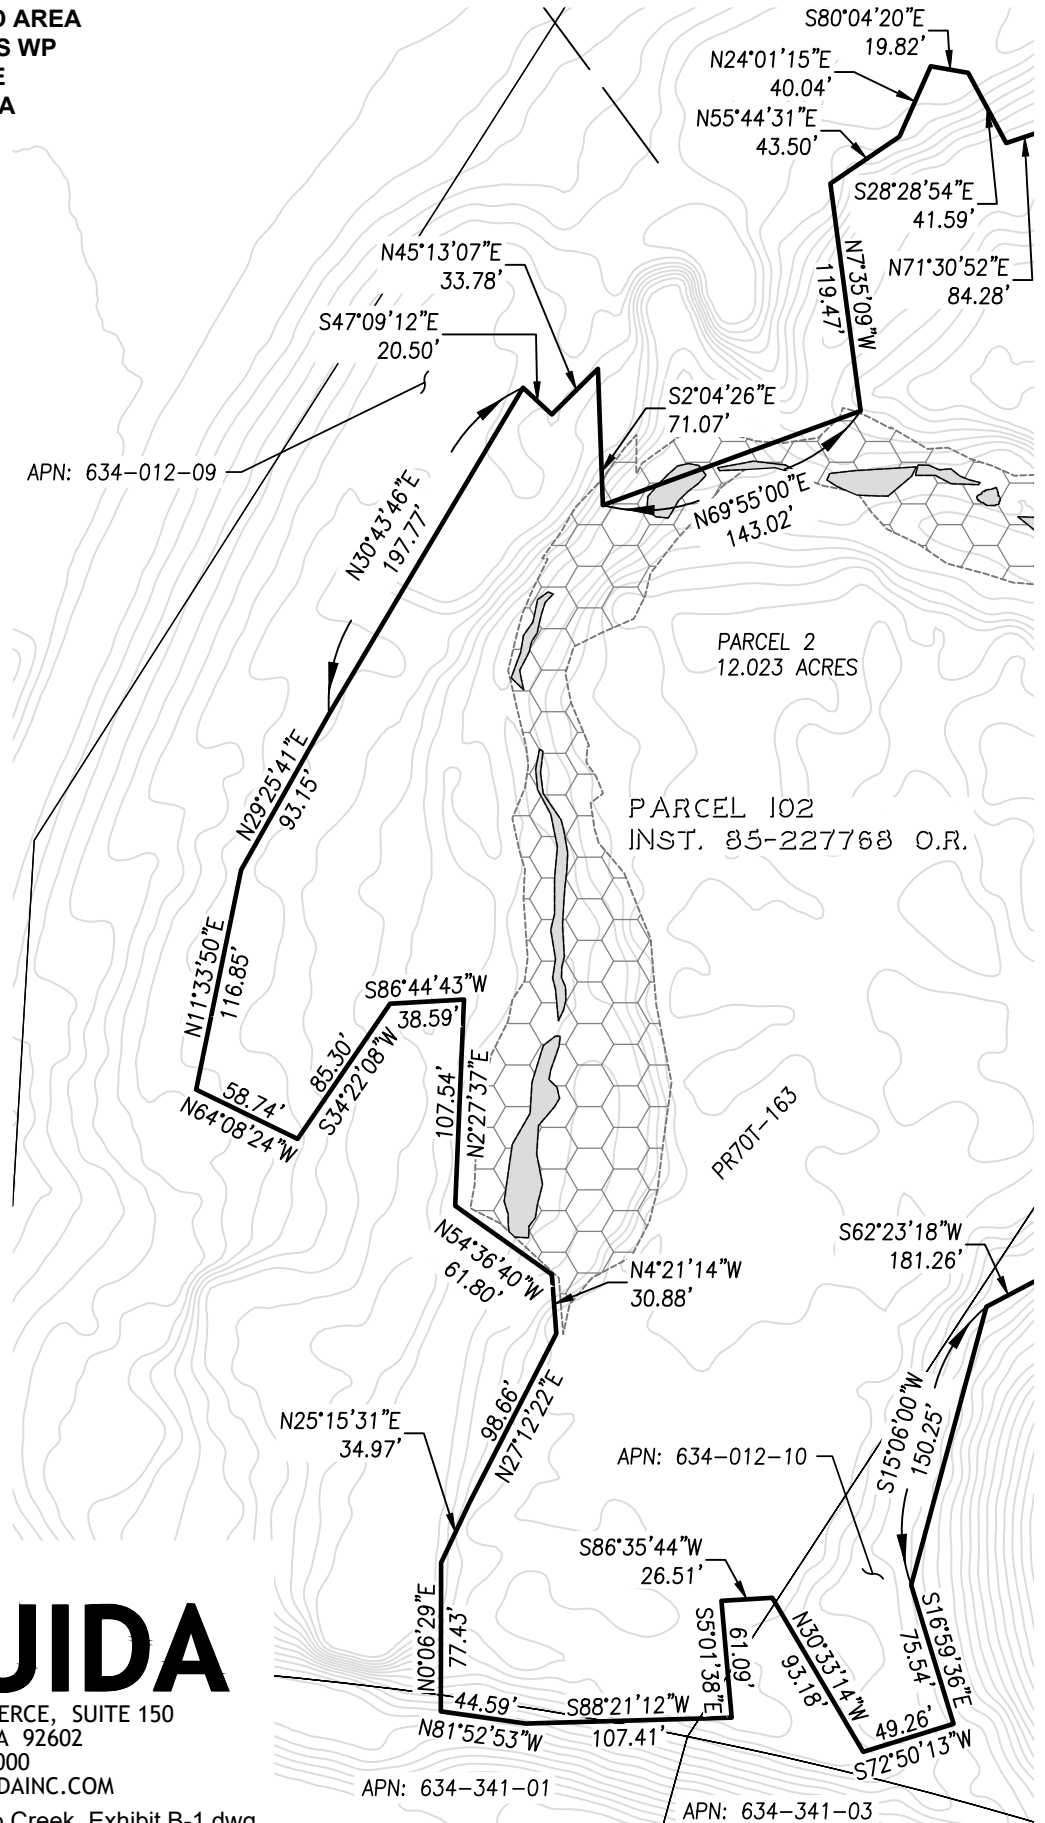 AREA
S WP
E
A
S80°04'20"E
19.82'
N24°01'15"E
40.04'
N55°44'31"E
43.50'
S28°28'54"E
41.59'
N71°30'52"E
84.28'
N7°35'09"W
119.47'
N45°13'07"E
33.78'
S47°09'12"E
20.50'
S2°04'26"E
71.07'
APN: 634-012-09
N69°55'00"E
143.02'
N30°43'46"E
197.77'
PARCEL 2
12.023 ACRES
N29°25'41"E
93.15'
PARCEL 102
INST. 85-227768 O.R.
N11°33'50"E
116.85'
S86°44'43"W
38.59'
85.30'
S34°22'08"W
58.74'
N64°08'24"W
107.54'
N2°27'37"E
PR70T-163
N54°36'40"W
61.80'
N4°21'14"W
30.88'
S62°23'18"W
181.26'
98.66'
N27°12'22"E
N25°15'31"E
34.97'
S15°06'00"W
150.25'
APN: 634-012-10
S86°35'44"W
26.51'
N0°06'29"E
77.43'
S5°01'38"E
61.09'
N30°33'14"W
93.18'
S16°59'36"E
75.54'
44.59'
N81°52'53"W
S88°21'12"W
107.41'
49.26'
S72°50'13"W
UIDA
ERCE, SUITE 150
A 92602
000
DAINC.COM
APN: 634-341-01
APN: 634-341-03
Creek Exhibit B-1.dwg